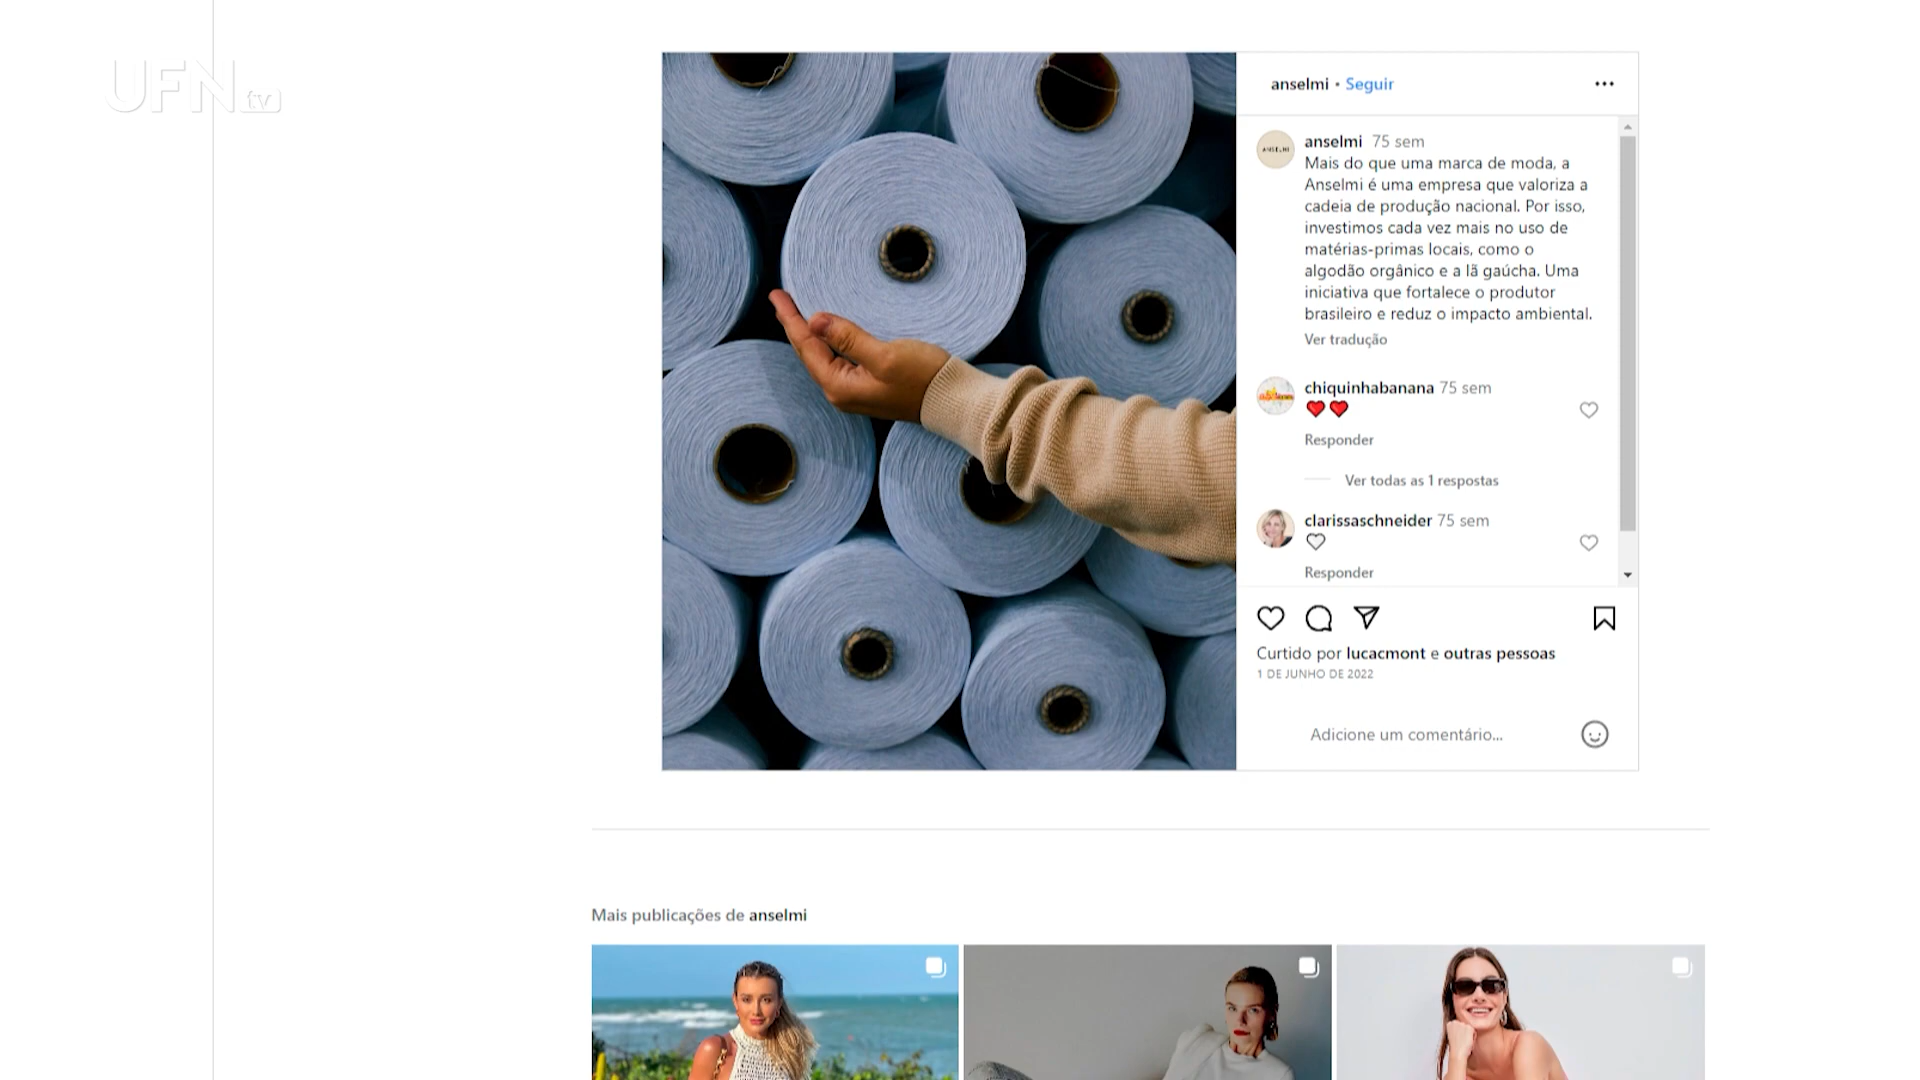 UFN tv
anselmi • Seguir
ANSELMI
anselmi 75 sem
Mais do que uma marca de moda, a
Anselmi é uma empresa que valoriza a
cadeia de produção nacional. Por isso,
investimos cada vez mais no uso de
matérias-primas locais, como o
algodão orgânico e a lã gaúcha. Uma
iniciativa que fortalece o produtor
brasileiro e reduz o impacto ambiental.
Ver tradução
chiquinhabanana 75 sem
❤️❤️
Responder
Ver todas as 1 respostas
clarissaschneider 75 sem
🤍
Responder
Curtido por lucacmont e outras pessoas
1 DE JUNHO DE 2022
Adicione um comentário...
Mais publicações de anselmi